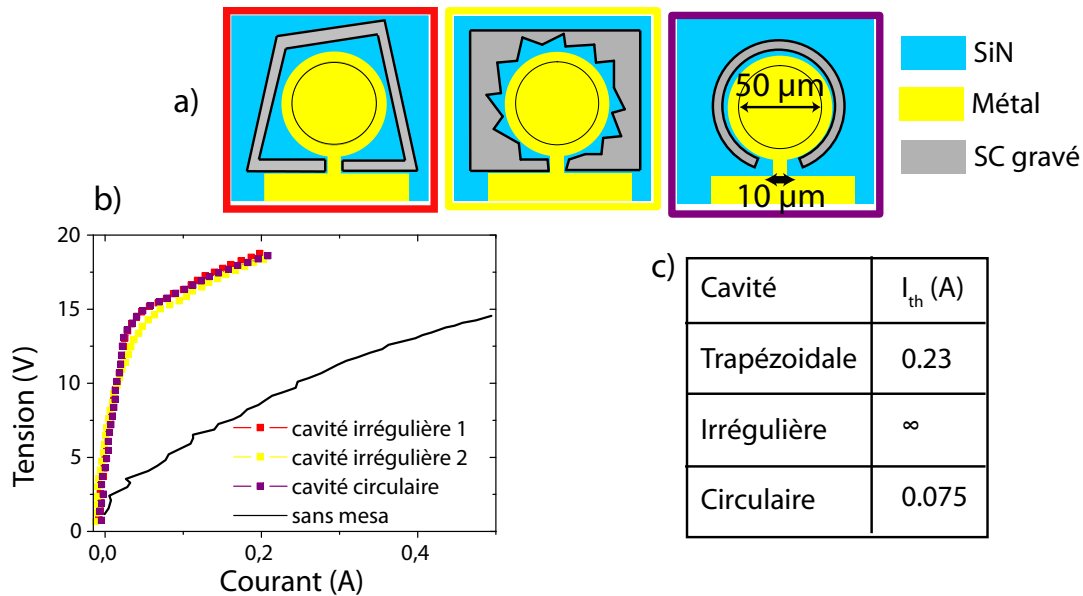 a)
50 µm
10 µm
SiN
Métal
SC gravé
b)
Tension (V)
20
15
10
5
0
0,0
0,2
0,4
Courant (A)
cavité irrégulière 1
cavité irrégulière 2
cavité circulaire
sans mesa
c)
Cavité I_th (A)
Trapézoidale 0.23
Irrégulière ∞
Circulaire 0.075